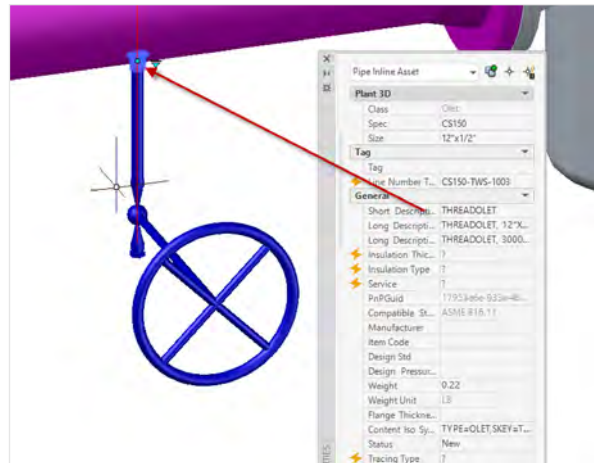 Pipe Inline Asset
Plant 3D
Class Olet
Spec CS150
Size 12"x1/2"
Tag
Tag
Line Number T... CS150-TWS-1003
General
Short Descripti... THREADOLET
Long Descripti... THREADOLET, 12"X...
Long Descripti... THREADOLET, 3000...
Insulation Thic... ?
Insulation Type ?
Service ?
PnPGuid
Compatible St... ASME B16.11
Manufacturer
Item Code
Design Std
Design Pressur...
Weight 0.22
Weight Unit LB
Flange Thickne...
Content Iso Sy... TYPE=OLET,SKEY=T...
Status New
Tracing Type ?